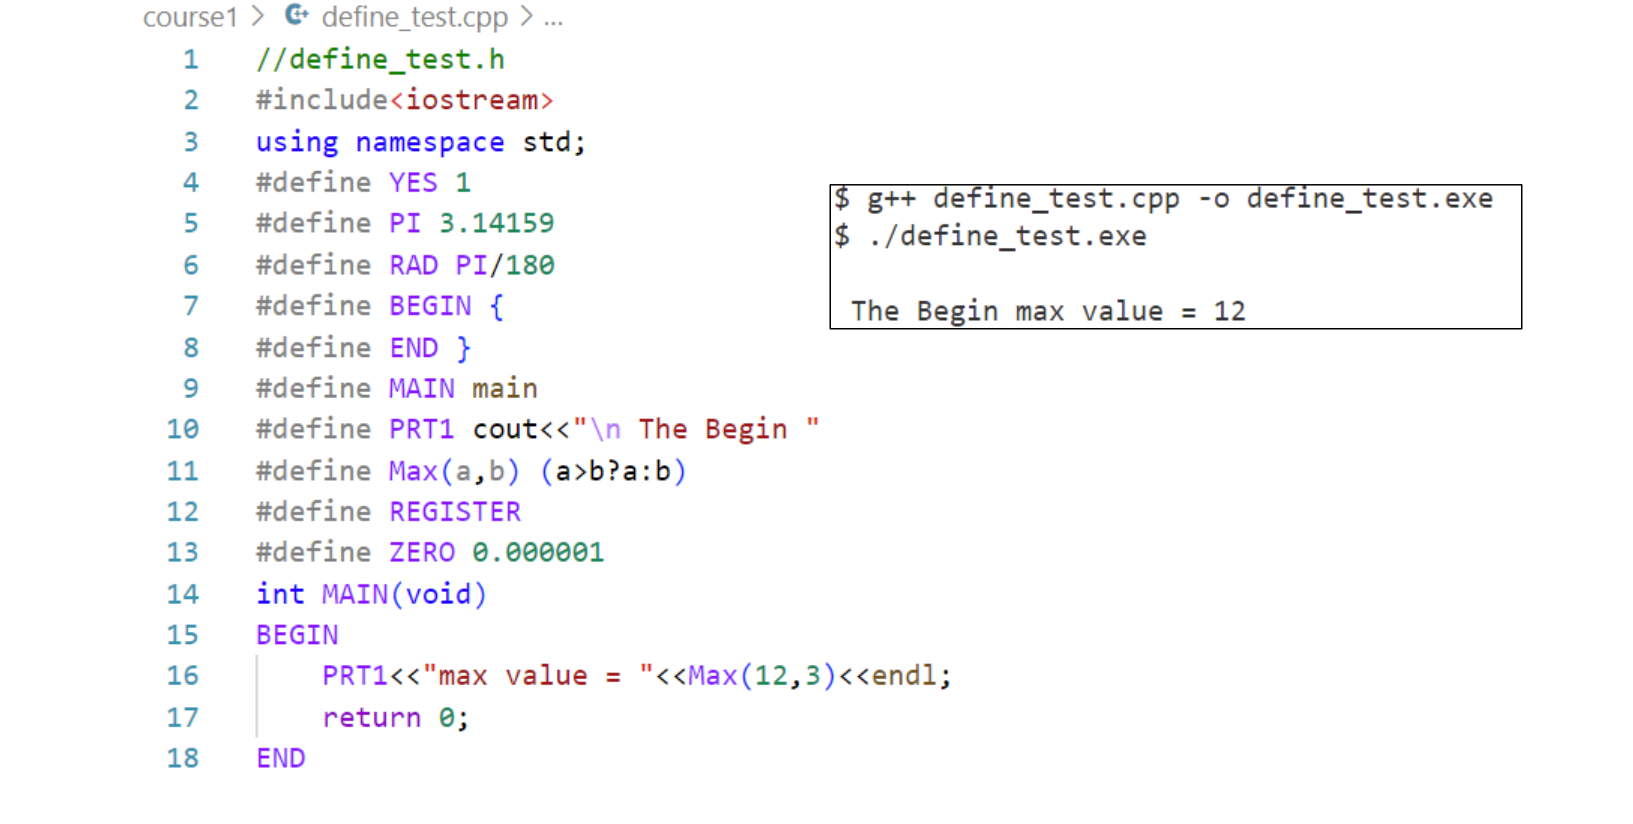 course1 > define_test.cpp > ...
1 //define_test.h
2 #include<iostream>
3 using namespace std;
4 #define YES 1
5 #define PI 3.14159
6 #define RAD PI/180
7 #define BEGIN {
8 #define END }
9 #define MAIN main
10 #define PRT1 cout<<"\n The Begin "
11 #define Max(a,b) (a>b?a:b)
12 #define REGISTER
13 #define ZERO 0.000001
14 int MAIN(void)
15 BEGIN
16     PRT1<<"max value = "<<Max(12,3)<<endl;
17     return 0;
18 END
$ g++ define_test.cpp -o define_test.exe
$ ./define_test.exe
 The Begin max value = 12